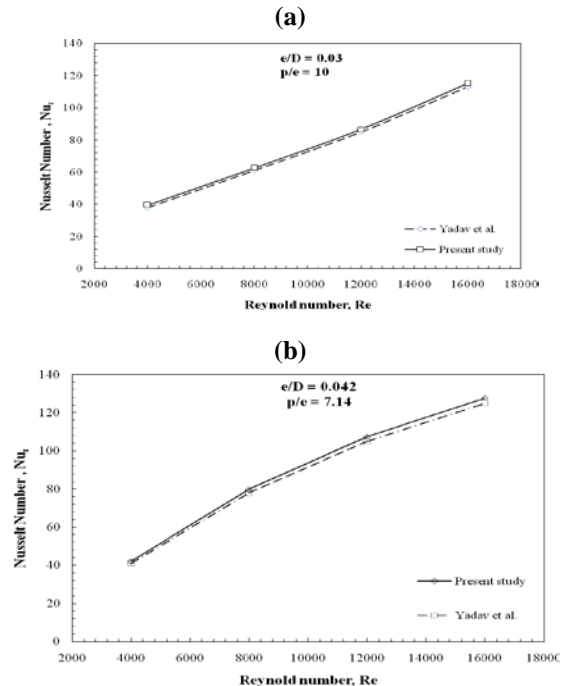 (a)
140
120
100
80
60
40
20
0
Nusselt Number , Nur
e/D = 0.03
p/e = 10
Yadav et al.
Present study
2000 4000 6000 8000 10000 12000 14000 16000 18000
Reynold number, Re
(b)
140
120
100
80
60
40
20
0
Nusselt Number , Nur
e/D = 0.042
p/e = 7.14
Present study
Yadav et al.
2000 4000 6000 8000 10000 12000 14000 16000 18000
Reynold number, Re